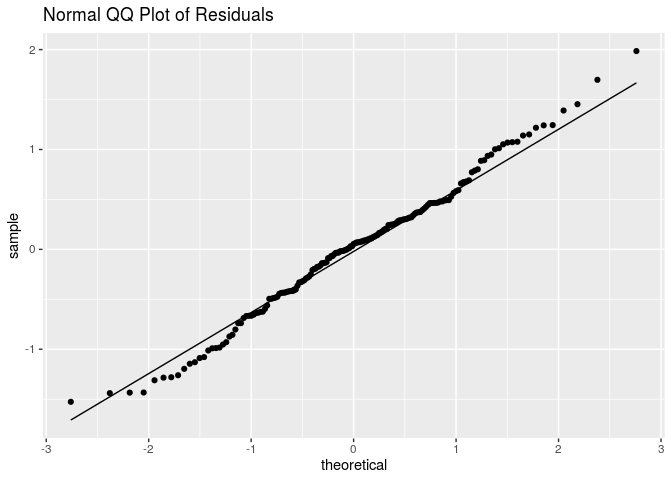 Normal QQ Plot of Residuals
2
1
0
-1
sample
-3 -2 -1 0 1 2 3
theoretical